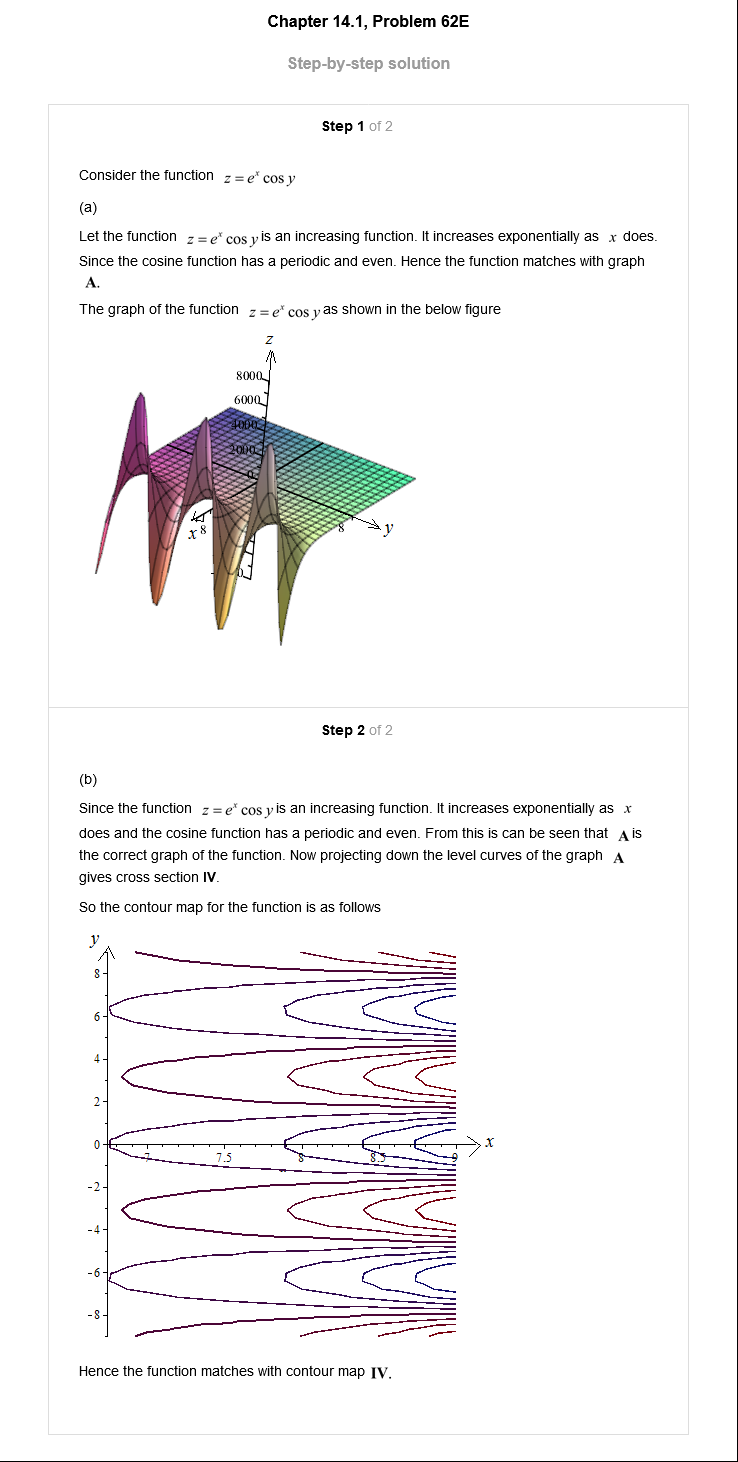 Chapter 14.1, Problem 62E
Step-by-step solution
Step 1 of 2
Consider the function z = e^x cos y
(a)
Let the function z = e^x cos y is an increasing function. It increases exponentially as x does.
Since the cosine function has a periodic and even. Hence the function matches with graph
A.
The graph of the function z = e^x cos y as shown in the below figure
z
8000
6000
4000
2000
0
x 8
8
y
Step 2 of 2
(b)
Since the function z = e^x cos y is an increasing function. It increases exponentially as x
does and the cosine function has a periodic and even. From this is can be seen that A is
the correct graph of the function. Now projecting down the level curves of the graph A
gives cross section IV.
So the contour map for the function is as follows
y
8
6
4
2
0
7 7.5 8 8.5 9 x
-2
-4
-6
-8
Hence the function matches with contour map IV.